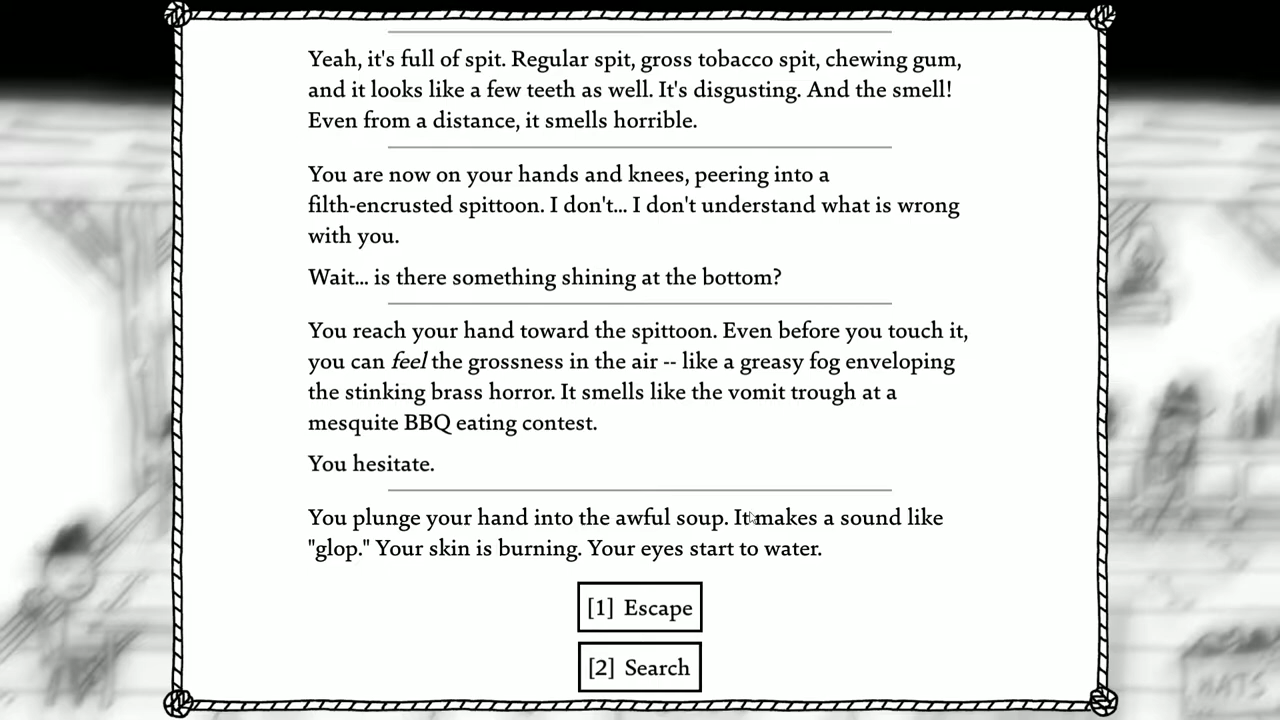 Yeah, it's full of spit. Regular spit, gross tobacco spit, chewing gum,
and it looks like a few teeth as well. It's disgusting. And the smell!
Even from a distance, it smells horrible.
You are now on your hands and knees, peering into a
filth-encrusted spittoon. I don't... I don't understand what is wrong
with you.
Wait... is there something shining at the bottom?
You reach your hand toward the spittoon. Even before you touch it,
you can feel the grossness in the air -- like a greasy fog enveloping
the stinking brass horror. It smells like the vomit trough at a
mesquite BBQ eating contest.
You hesitate.
You plunge your hand into the awful soup. It makes a sound like
"glop." Your skin is burning. Your eyes start to water.
[1] Escape
[2] Search
HATS